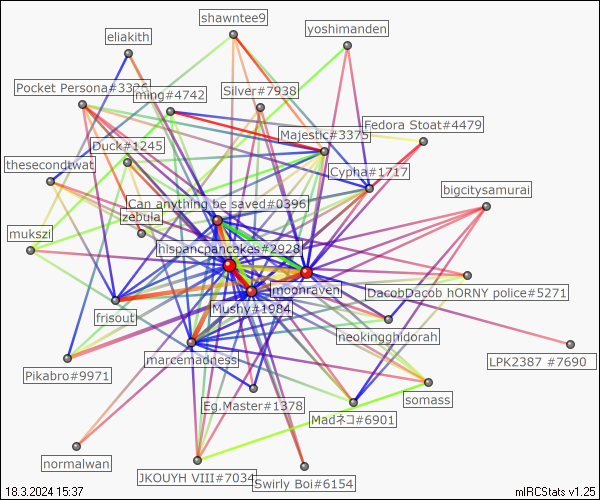 shawntee9
yoshimanden
eliakith
Pocket Persona#3326
ming#4742
Silver#7938
Fedora Stoat#4479
Majestic#3375
Duck#1245
thesecondtwat
Cypha#1717
bigcitysamurai
Can anything be saved#0396
zebula
mukszi
hispancpancakes#2928
moonraven
DacobDacob hORNY police#5271
Mushy#1984
frisout
neokingghidorah
marcemadness
LPK2387 #7690
Pikabro#9971
somass
Eg.Master#1378
Madネコ#6901
normalwan
JKOUYH VIII#7034
Swirly Boi#6154
18.3.2024 15:37
mIRCStats v1.25